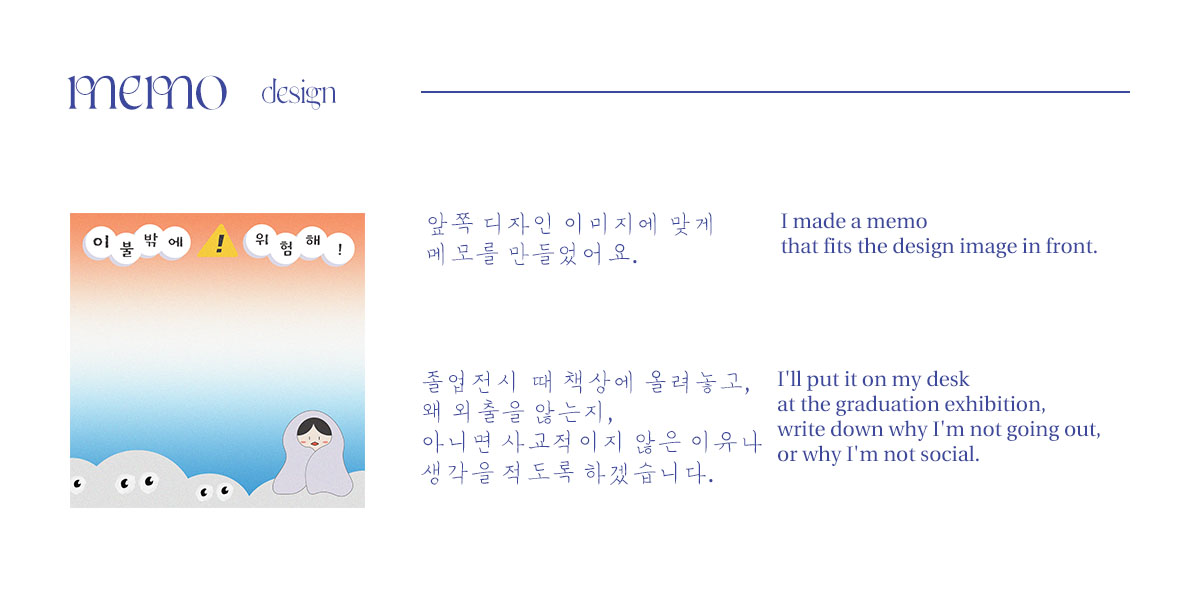 memo design
이불밖에 ! 위험해!
앞쪽 디자인 이미지에 맞게
메모를 만들었어요.
I made a memo
that fits the design image in front.
졸업전시 때 책상에 올려놓고,
왜 외출을 않는지,
아니면 사교적이지 않은 이유나
생각을 적도록 하겠습니다.
I'll put it on my desk
at the graduation exhibition,
write down why I'm not going out,
or why I'm not social.